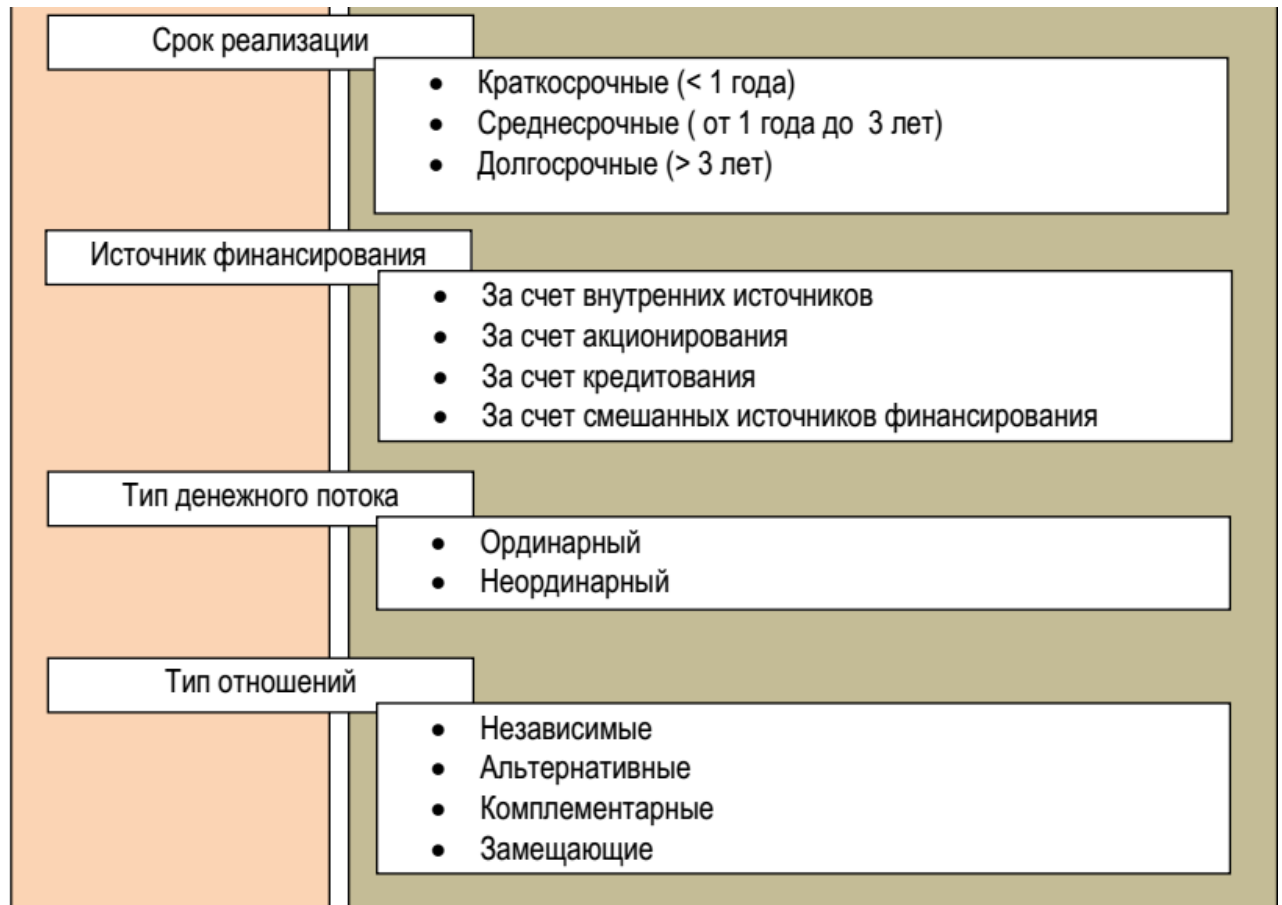 Срок реализации
• Краткосрочные (< 1 года)
• Среднесрочные ( от 1 года до 3 лет)
• Долгосрочные (> 3 лет)
Источник финансирования
• За счет внутренних источников
• За счет акционирования
• За счет кредитования
• За счет смешанных источников финансирования
Тип денежного потока
• Ординарный
• Неординарный
Тип отношений
• Независимые
• Альтернативные
• Комплементарные
• Замещающие